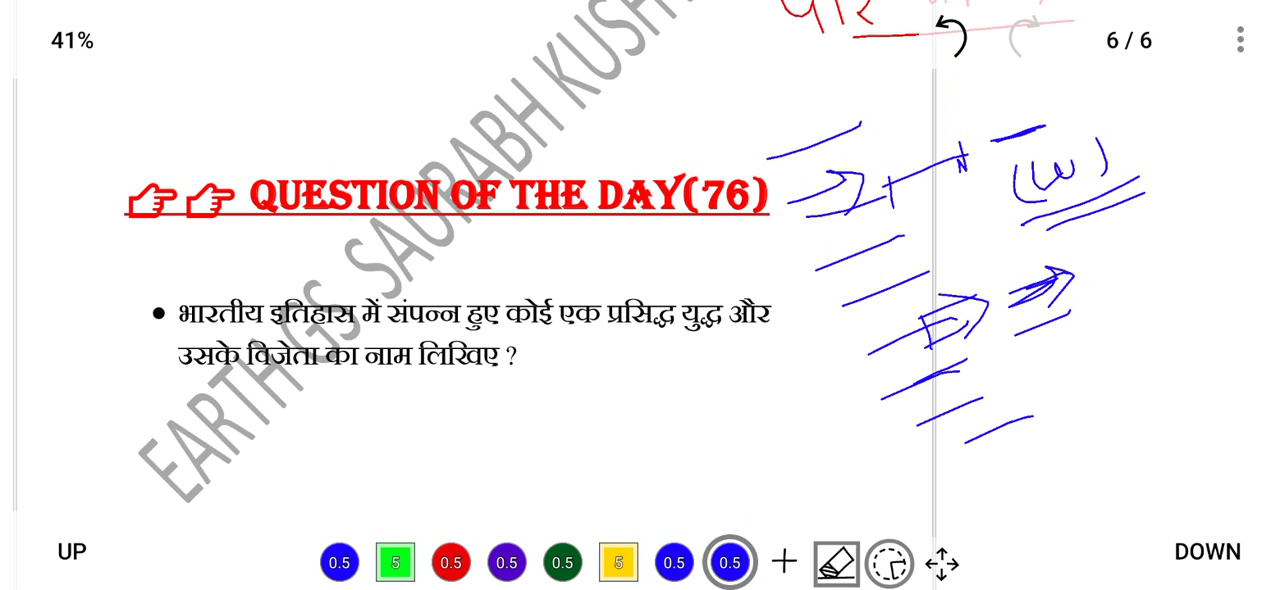 पार
41%
6 / 6
QUESTION OF THE DAY(76)
(W)
• भारतीय इतिहास में संपन्न हुए कोई एक प्रसिद्ध युद्ध और
उसके विजेता का नाम लिखिए ?
EARTH GS SAURABH KUSH
UP
DOWN
0.5 5 0.5 0.5 0.5 5 0.5 0.5